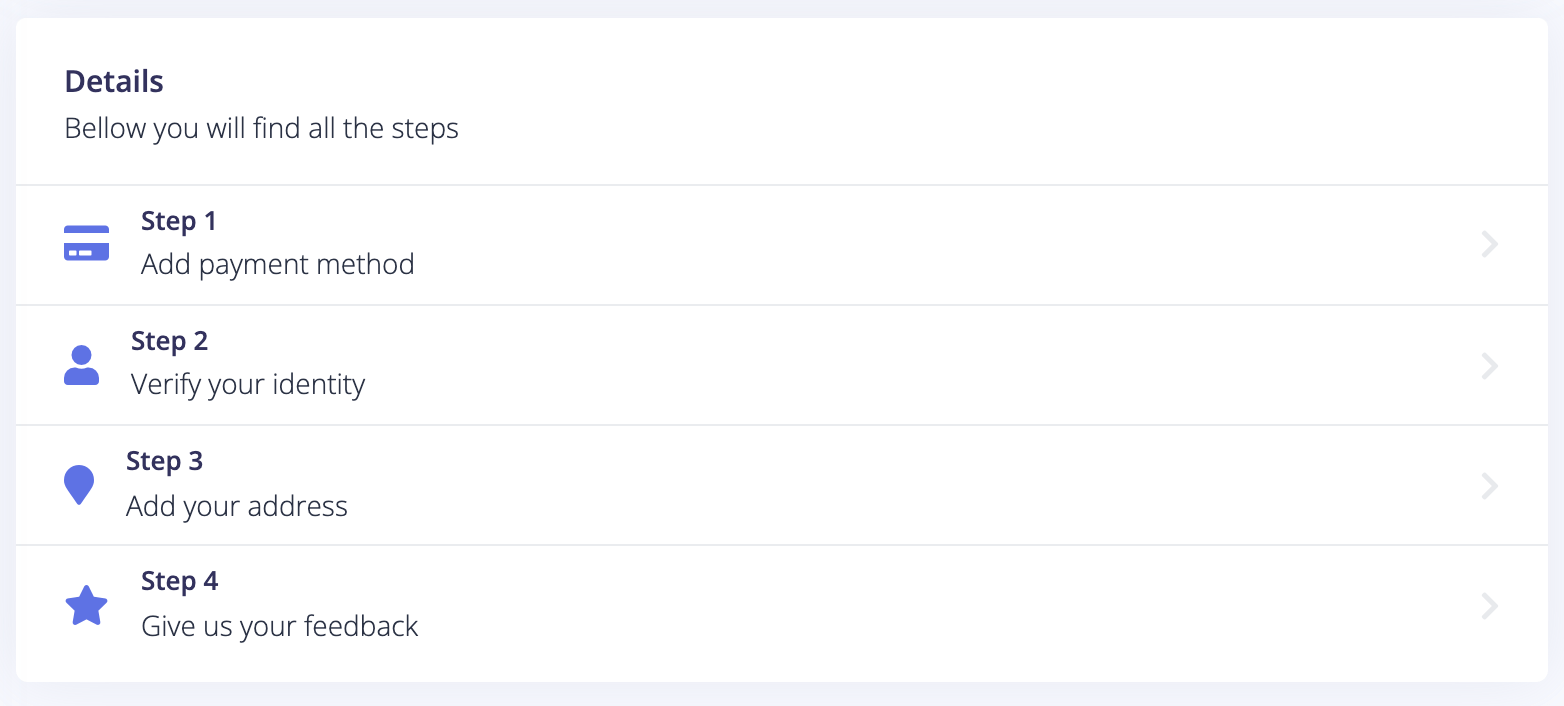 Details
Bellow you will find all the steps
Step 1
Add payment method
Step 2
Verify your identity
Step 3
Add your address
Step 4
Give us your feedback